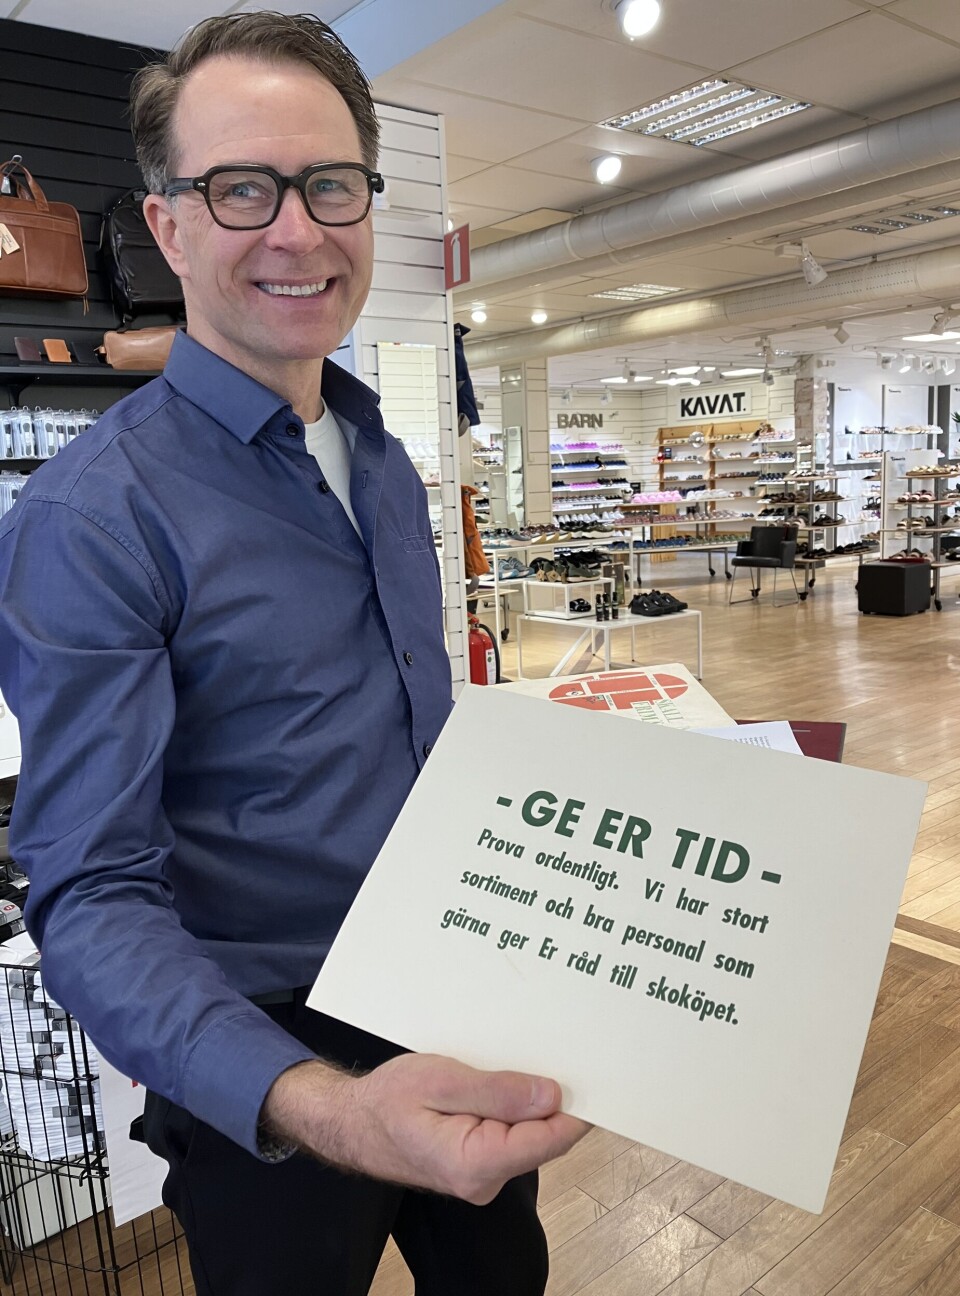 BARN
KAVAT.
SKALL
- GE ER TID -
Prova ordentligt. Vi har stort
sortiment och bra personal som
gärna ger Er råd till skoköpet.